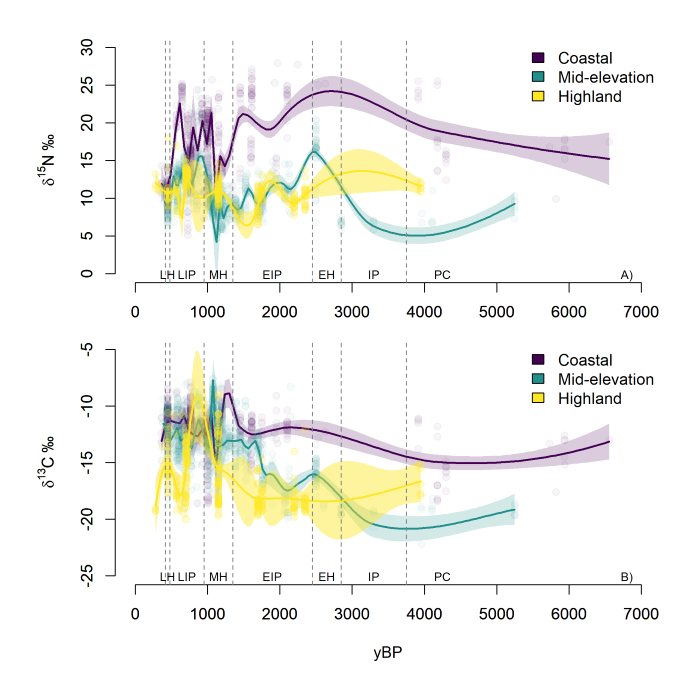 30
25
20
15
10
5
0
δ15N ‰
Coastal
Mid-elevation
Highland
LH LIP MH EIP EH IP PC A)
0 1000 2000 3000 4000 5000 6000 7000
-5
-10
-15
-20
-25
δ13C ‰
Coastal
Mid-elevation
Highland
LH LIP MH EIP EH IP PC B)
0 1000 2000 3000 4000 5000 6000 7000
yBP